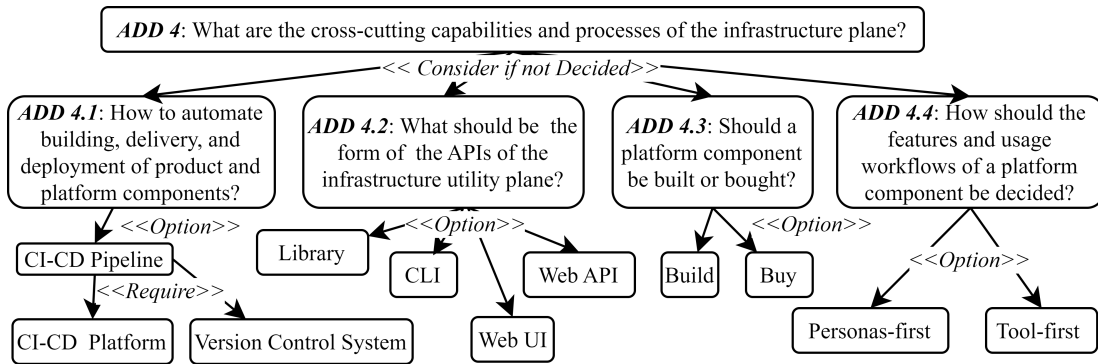 ADD 4: What are the cross-cutting capabilities and processes of the infrastructure plane?
<< Consider if not Decided>>
ADD 4.1: How to automate
building, delivery, and
deployment of product and
platform components?
ADD 4.2: What should be the
form of the APIs of the
infrastructure utility plane?
ADD 4.3: Should a
platform component
be built or bought?
ADD 4.4: How should the
features and usage
workflows of a platform
component be decided?
<<Option>>
CI-CD Pipeline
<<Require>>
CI-CD Platform
Version Control System
<<Option>>
Library
CLI
Web UI
Web API
<<Option>>
Build
Buy
<<Option>>
Personas-first
Tool-first